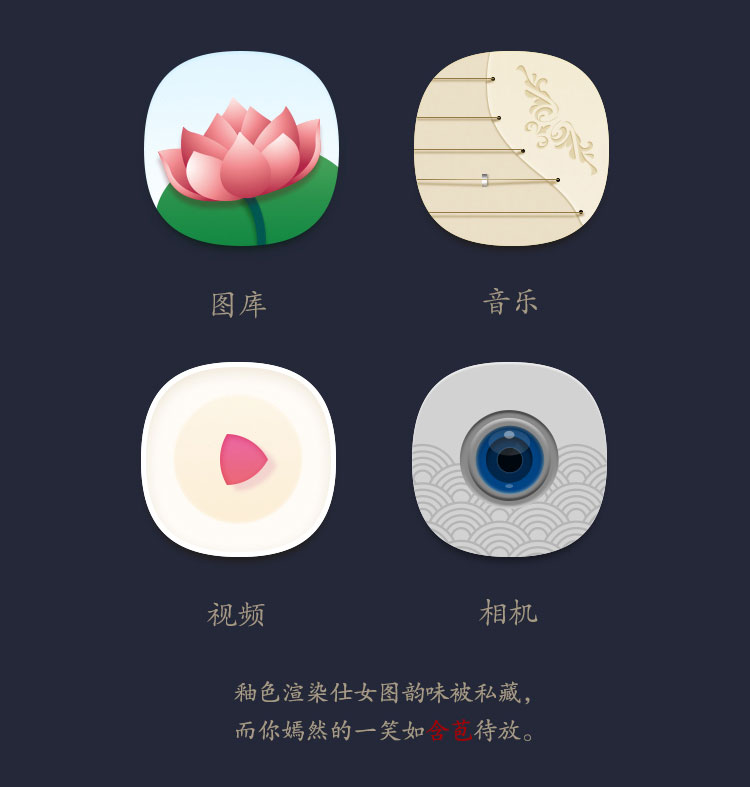 图库
音乐
视频
相机
釉色渲染仕女图韵味被私藏，
而你嫣然的一笑如含苞待放。